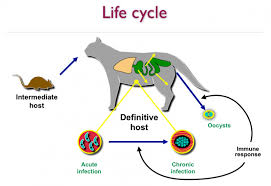 Life cycle
Intermediate
host
Definitive
host
Oocysts
Immune
response
Acute
infection
Chronic
infection